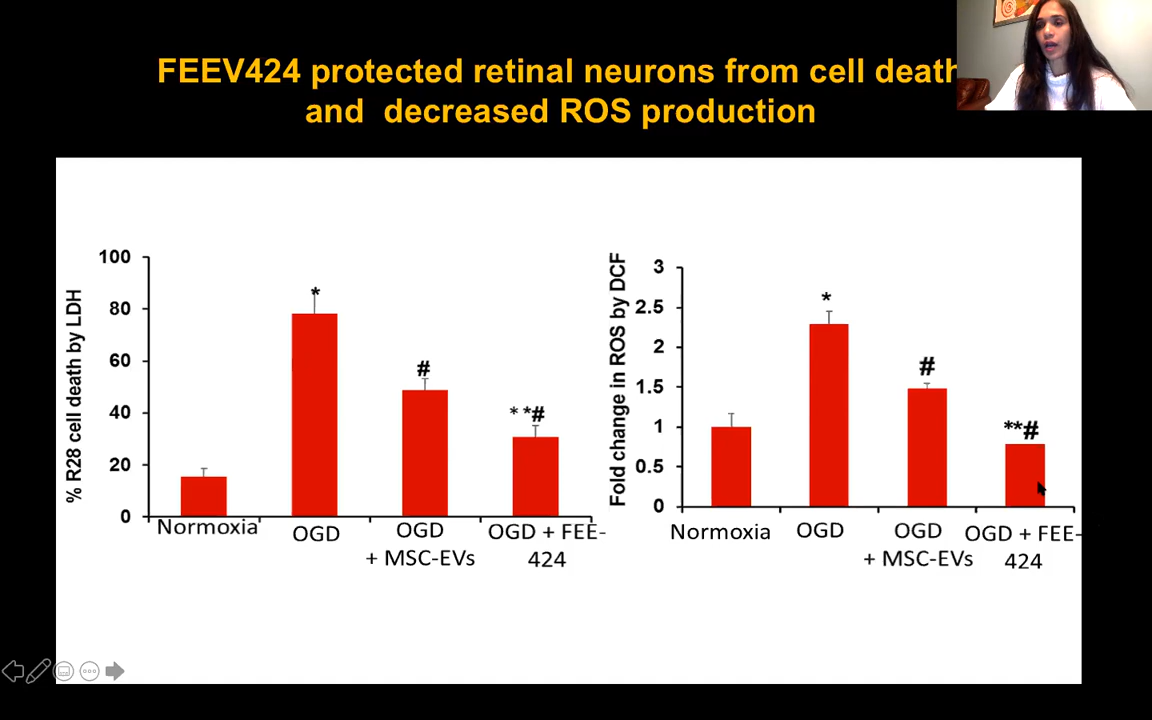 FEEV424 protected retinal neurons from cell death
and decreased ROS production
% R28 cell death by LDH
100
80
60
40
20
0
*
#
**#
Normoxia
OGD
OGD
+ MSC-EVs
OGD + FEE-
424
Fold change in ROS by DCF
3
2.5
2
1.5
1
0.5
0
*
#
**#
Normoxia
OGD
OGD
+ MSC-EVs
OGD + FEE-
424